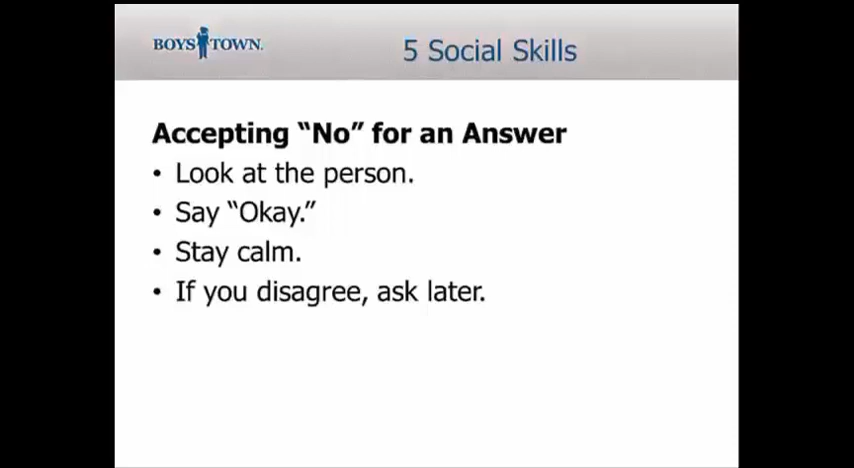 BOYS TOWN.
5 Social Skills
Accepting “No” for an Answer
• Look at the person.
• Say “Okay.”
• Stay calm.
• If you disagree, ask later.